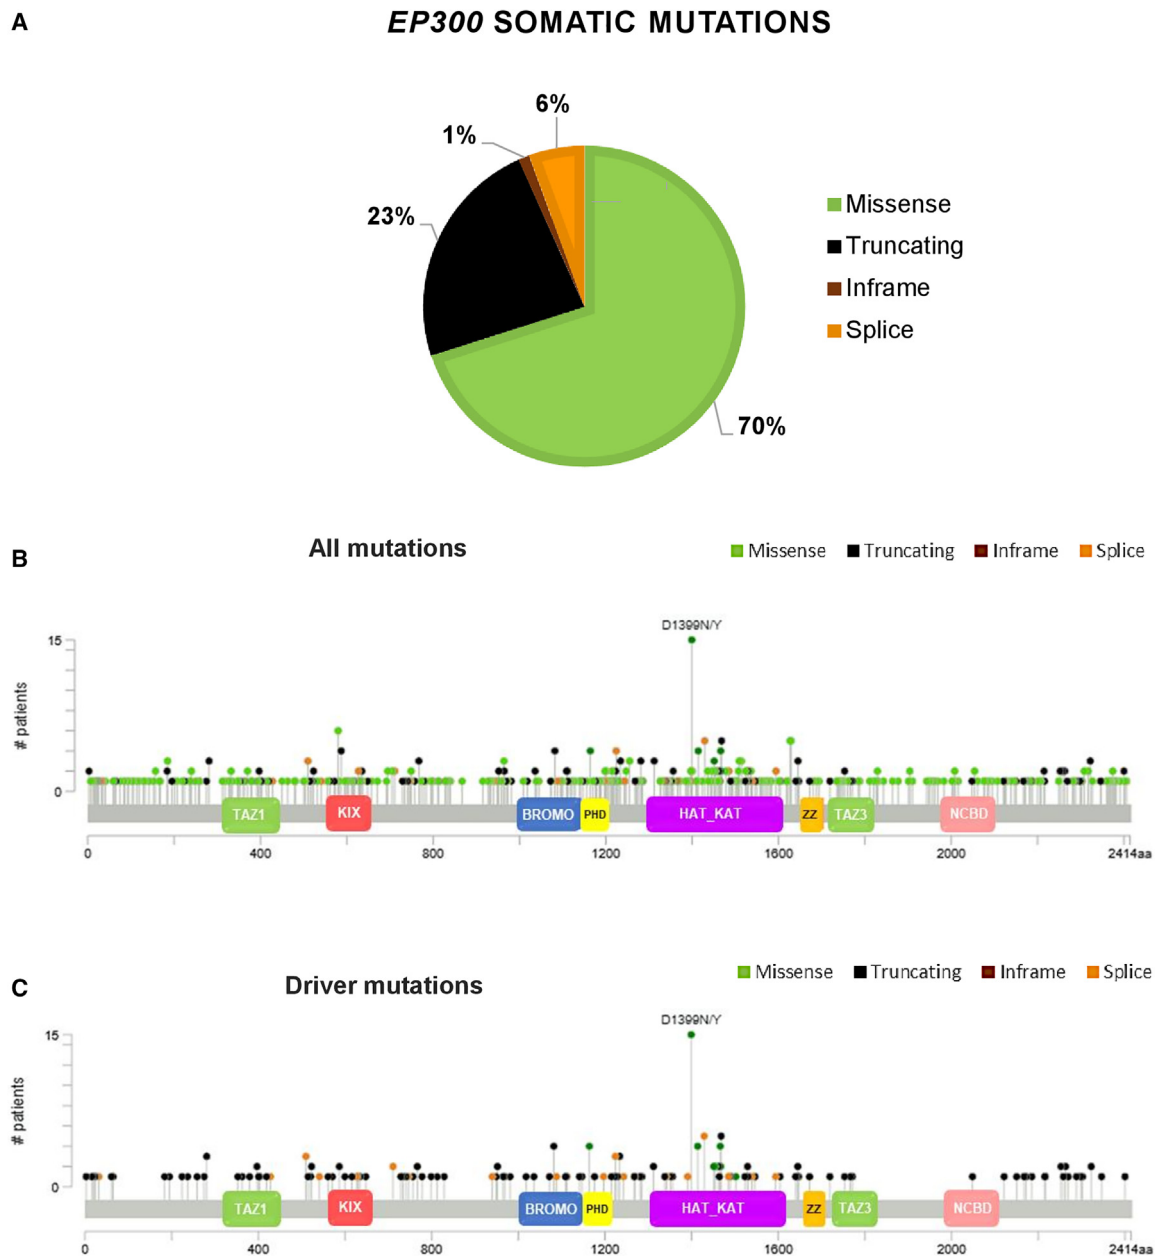 A
EP300 SOMATIC MUTATIONS
6%
1%
23%
70%
Missense
Truncating
Inframe
Splice
B
All mutations
Missense Truncating Inframe Splice
D1399N/Y
15
# patients
0
TAZ1 KIX BROMO PHD HAT_KAT ZZ TAZ3 NCBD
0 400 800 1200 1600 2000 2414aa
C
Driver mutations
Missense Truncating Inframe Splice
D1399N/Y
15
# patients
0
TAZ1 KIX BROMO PHD HAT_KAT ZZ TAZ3 NCBD
0 400 800 1200 1600 2000 2414aa